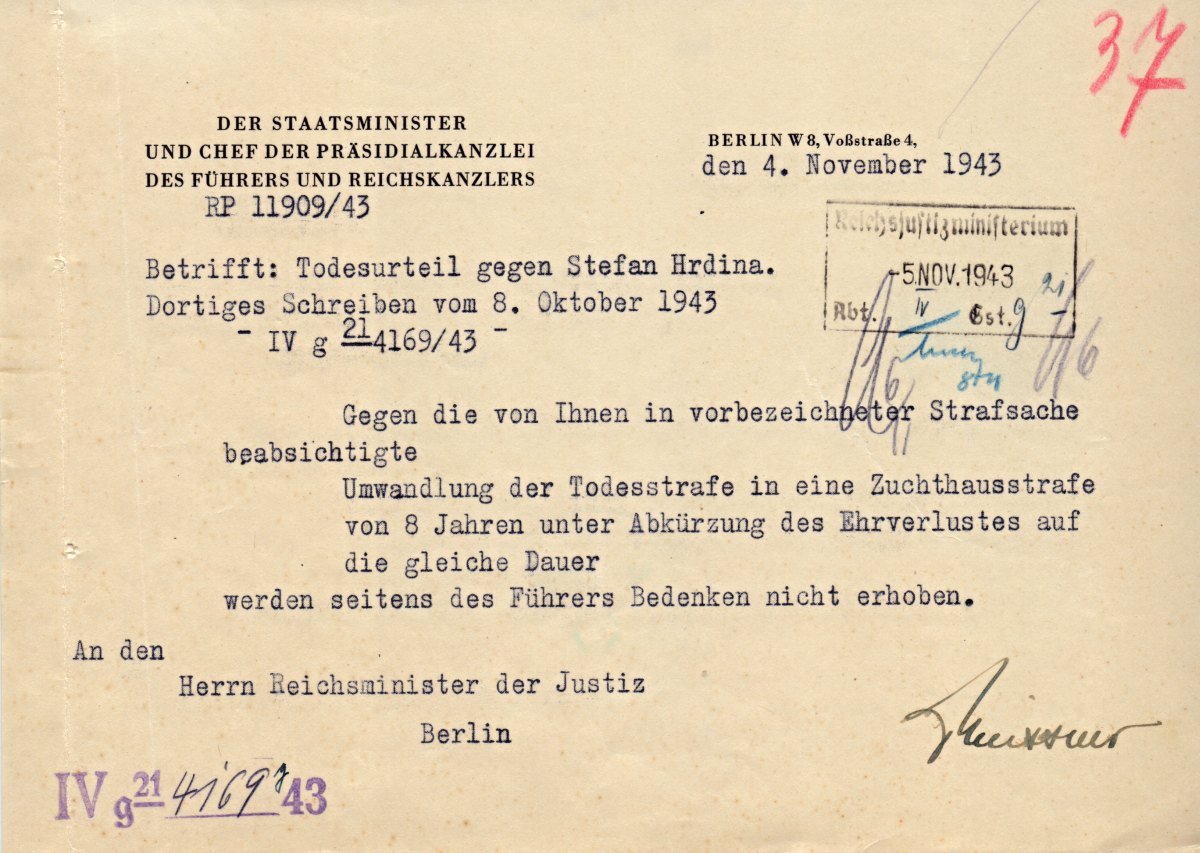 37
DER STAATSMINISTER
UND CHEF DER PRÄSIDIALKANZLEI
DES FÜHRERS UND REICHSKANZLERS
RP 11909/43
BERLIN W 8, Voßstraße 4,
den 4. November 1943
Reichsjustizministerium
-5.NOV.1943
Abt. IV Gst. g 21
Betrifft: Todesurteil gegen Stefan Hrdina.
Dortiges Schreiben vom 8. Oktober 1943
- IV g 21 4169/43 -
Gegen die von Ihnen in vorbezeichneter Strafsache
beabsichtigte
Umwandlung der Todesstrafe in eine Zuchthausstrafe
von 8 Jahren unter Abkürzung des Ehrverlustes auf
die gleiche Dauer
werden seitens des Führers Bedenken nicht erhoben.
An den
Herrn Reichsminister der Justiz
Berlin
Meissner
IV g 21 4169 43